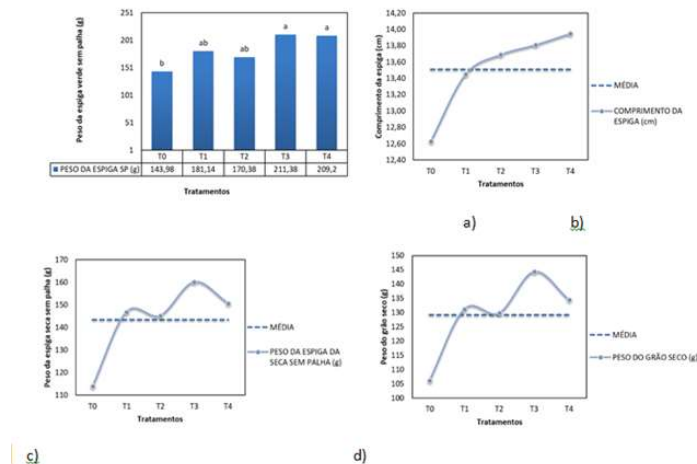 Peso da espiga verde sem palha (g)
251
201
151
101
51
1
b
ab
ab
a
a
T0 T1 T2 T3 T4
PESO DA ESPIGA SP (g) 143,98 181,14 170,38 211,38 209,2
Tratamentos
Comprimento da espiga (cm)
14,20
14,00
13,80
13,60
13,40
13,20
13,00
12,80
12,60
12,40
T0 T1 T2 T3 T4
Tratamentos
MÉDIA
COMPRIMENTO DA
ESPIGA (cm)
a) b)
Peso da espiga seca sem palha (g)
170
160
150
140
130
120
110
T0 T1 T2 T3 T4
Tratamentos
MÉDIA
PESO DA ESPIGA DA
SECA SEM PALHA (g)
Peso do grão seco (g)
150
145
140
135
130
125
120
115
110
105
100
T0 T1 T2 T3 T4
Tratamentos
MÉDIA
PESO DO GRÃO SECO (g)
c) d)